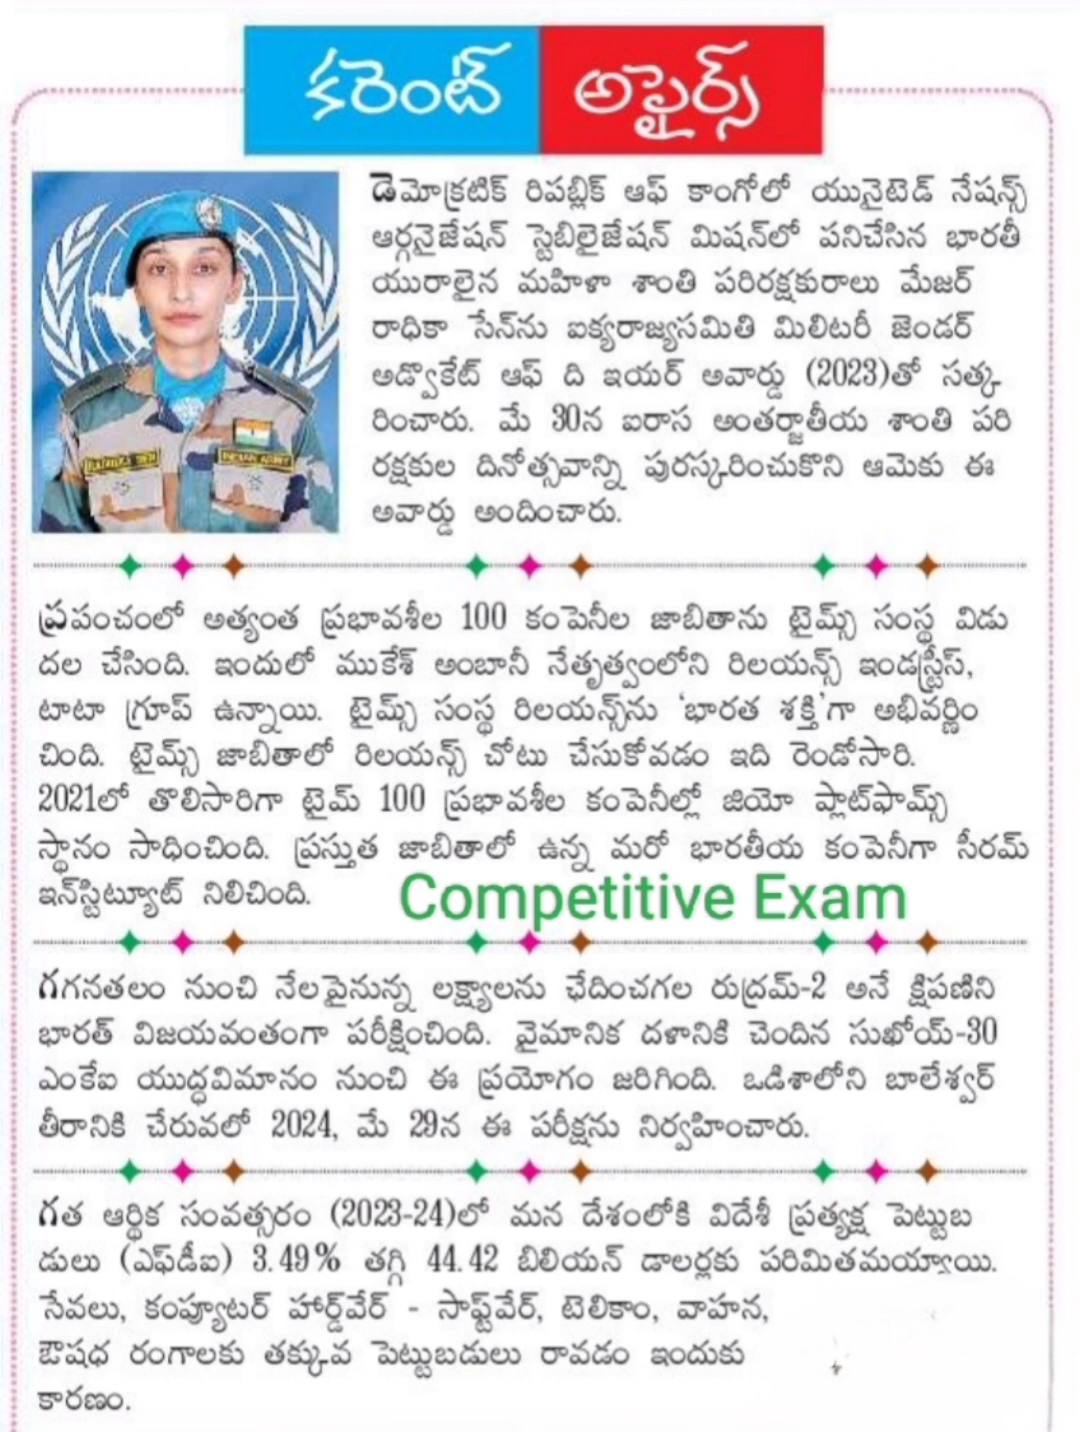 కరెంట్ అఫైర్స్
డెమోక్రటిక్ రిపబ్లిక్ ఆఫ్ కాంగోలో యునైటెడ్ నేషన్స్
ఆర్గనైజేషన్ స్టెబిలైజేషన్ మిషన్‌లో పనిచేసిన భారతీ
యురాలైన మహిళా శాంతి పరిరక్షకురాలు మేజర్
రాధికా సేన్‌ను ఐక్యరాజ్యసమితి మిలిటరీ జెండర్
అడ్వొకేట్ ఆఫ్ ది ఇయర్ అవార్డు (2023)తో సత్క
రించారు. మే 30న ఐరాస అంతర్జాతీయ శాంతి పరి
రక్షకుల దినోత్సవాన్ని పురస్కరించుకొని ఆమెకు ఈ
అవార్డు అందించారు.
RADHIKA SEN INDIAN ARMY
ప్రపంచంలో అత్యంత ప్రభావశీల 100 కంపెనీల జాబితాను టైమ్స్ సంస్థ విడు
దల చేసింది. ఇందులో ముకేశ్ అంబానీ నేతృత్వంలోని రిలయన్స్ ఇండస్ట్రీస్,
టాటా గ్రూప్ ఉన్నాయి. టైమ్స్ సంస్థ రిలయన్స్‌ను ‘భారత శక్తి’గా అభివర్ణిం
చింది. టైమ్స్ జాబితాలో రిలయన్స్ చోటు చేసుకోవడం ఇది రెండోసారి.
2021లో తొలిసారిగా టైమ్ 100 ప్రభావశీల కంపెనీల్లో జియో ప్లాట్‌ఫామ్స్
స్థానం సాధించింది. ప్రస్తుత జాబితాలో ఉన్న మరో భారతీయ కంపెనీగా సీరమ్
ఇన్‌స్టిట్యూట్ నిలిచింది.
Competitive Exam
గగనతలం నుంచి నేలపైనున్న లక్ష్యాలను ఛేదించగల రుద్రమ్-2 అనే క్షిపణిని
భారత్ విజయవంతంగా పరీక్షించింది. వైమానిక దళానికి చెందిన సుఖోయ్-30
ఎంకేఐ యుద్ధవిమానం నుంచి ఈ ప్రయోగం జరిగింది. ఒడిశాలోని బాలేశ్వర్
తీరానికి చేరువలో 2024, మే 29న ఈ పరీక్షను నిర్వహించారు.
గత ఆర్థిక సంవత్సరం (2023-24)లో మన దేశంలోకి విదేశీ ప్రత్యక్ష పెట్టుబ
డులు (ఎఫ్‌డీఐ) 3.49% తగ్గి 44.42 బిలియన్ డాలర్లకు పరిమితమయ్యాయి.
సేవలు, కంప్యూటర్ హార్డ్‌వేర్ - సాఫ్ట్‌వేర్, టెలికాం, వాహన,
ఔషధ రంగాలకు తక్కువ పెట్టుబడులు రావడం ఇందుకు
కారణం.